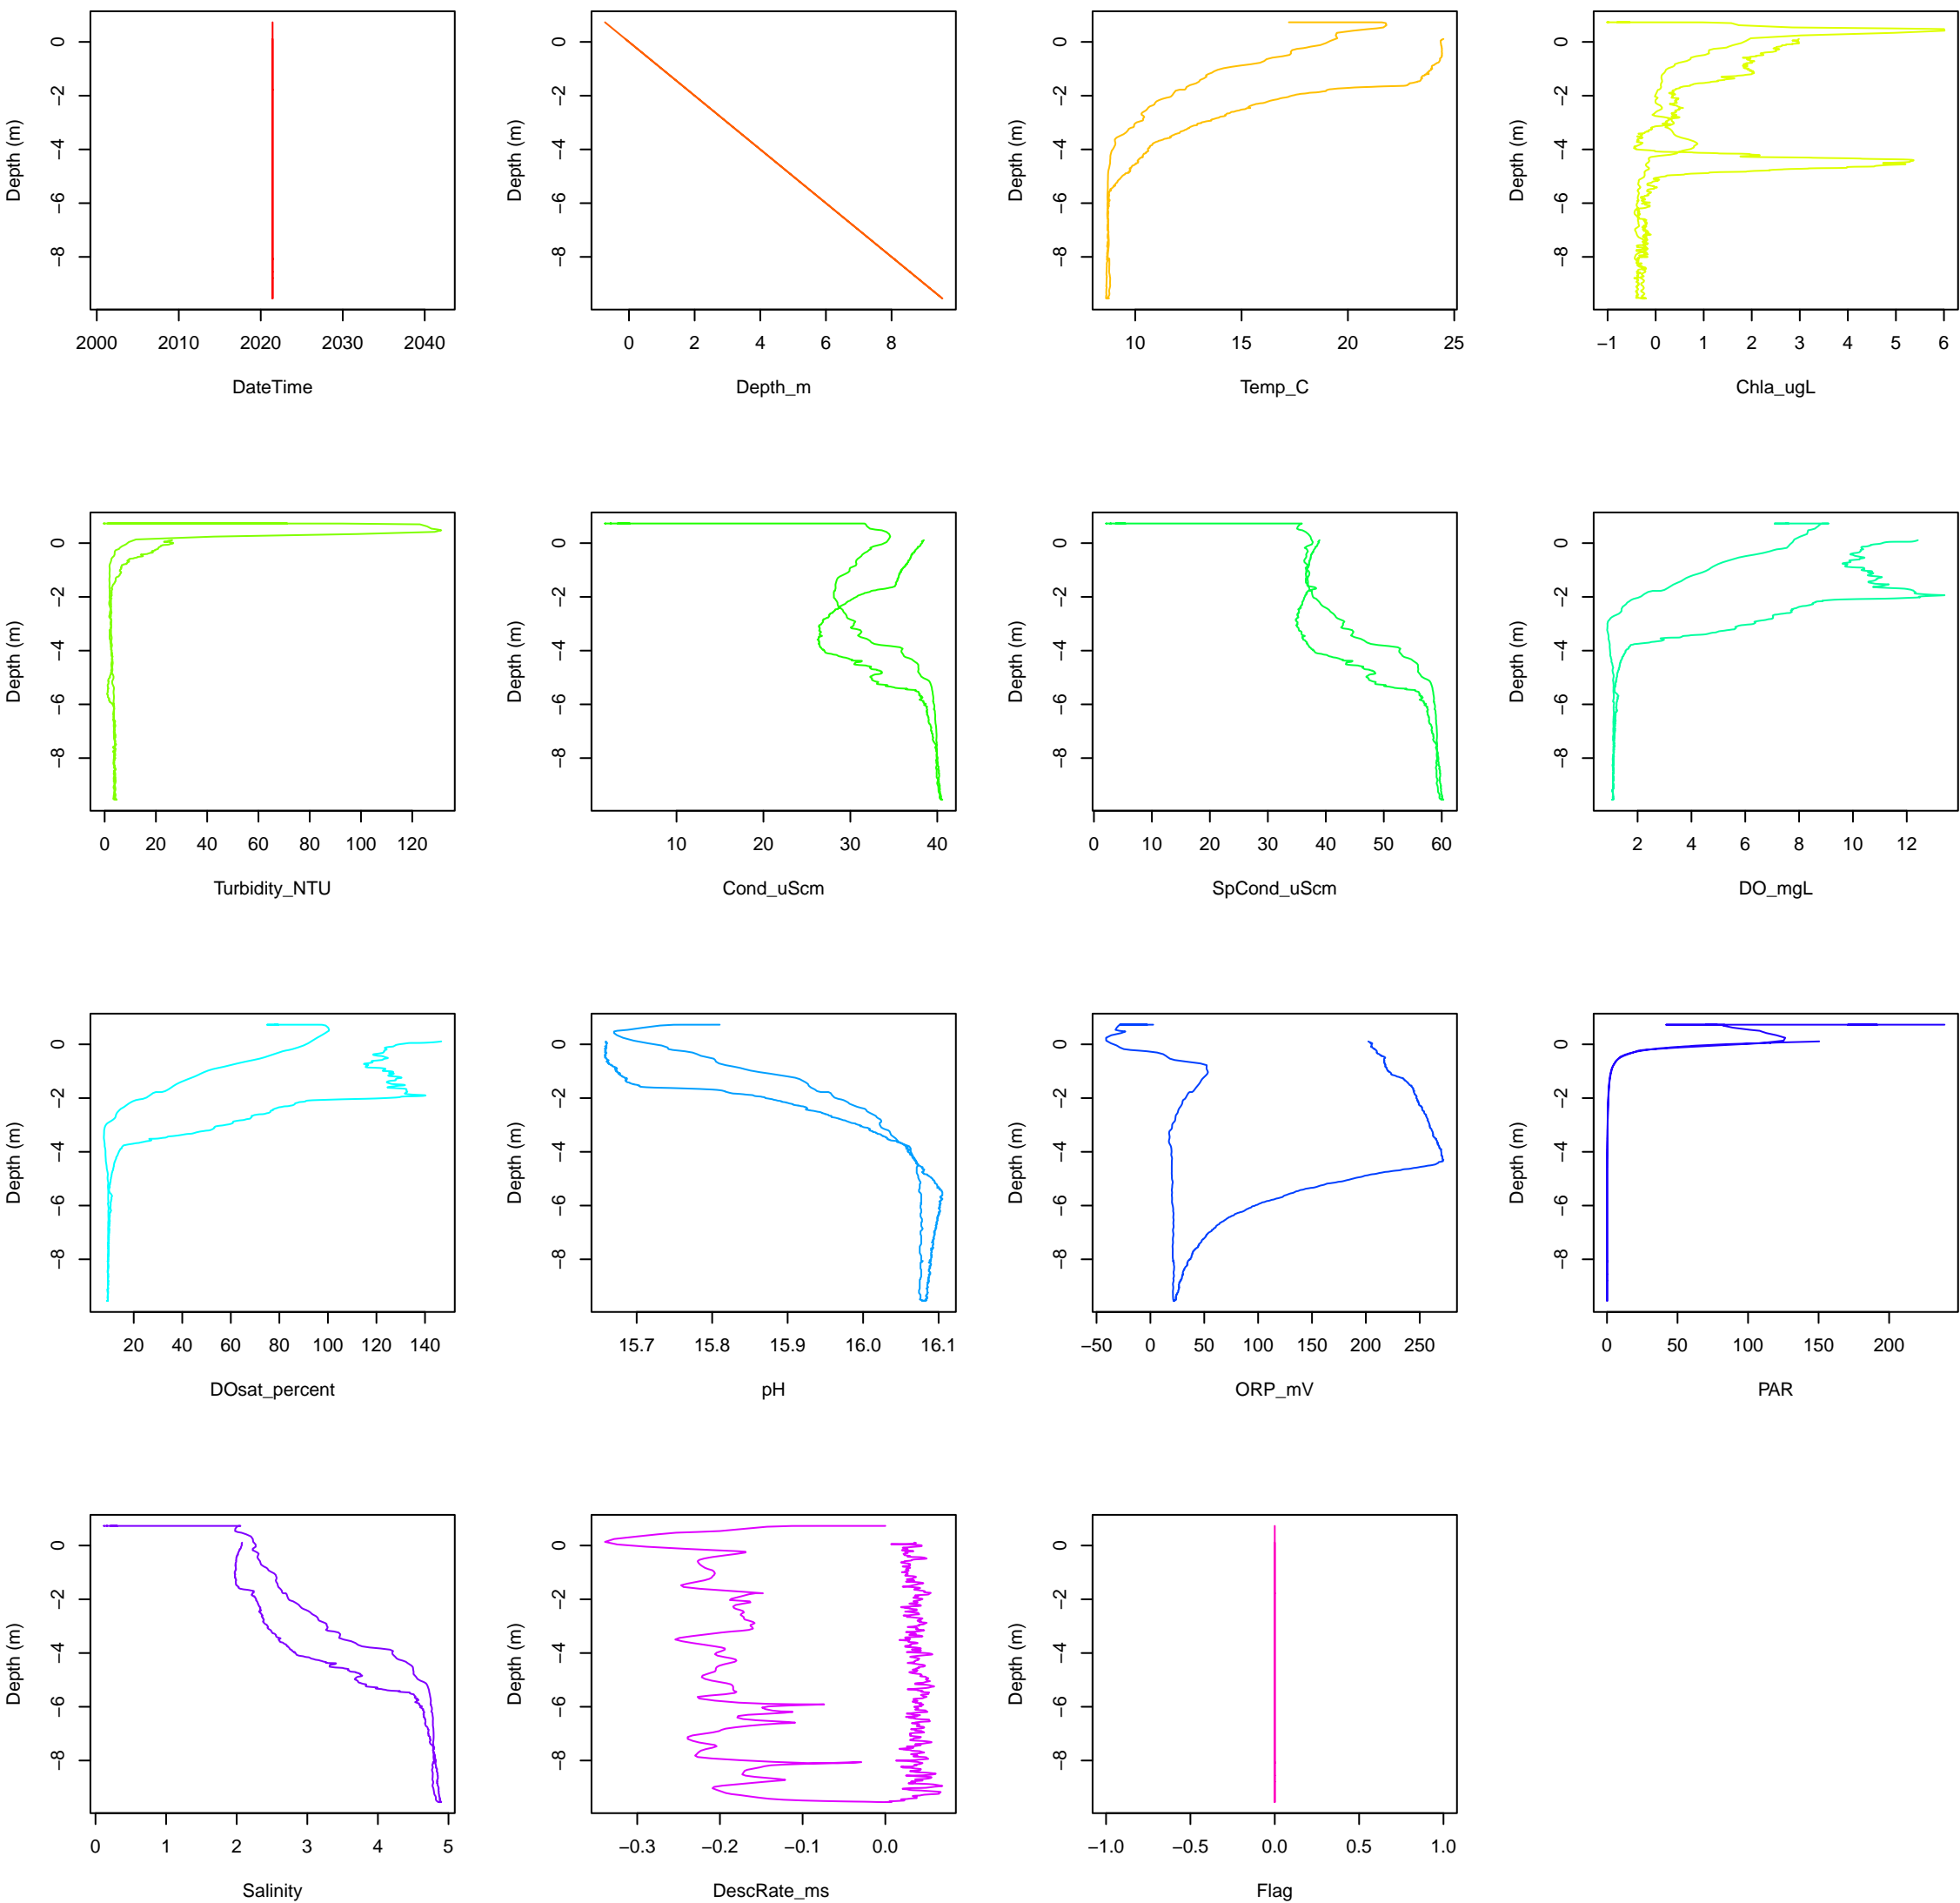 Depth (m)
0
−2
−4
−6
−8
2000 2010 2020 2030 2040
DateTime
Depth (m)
0
−2
−4
−6
−8
0 2 4 6 8
Depth_m
Depth (m)
0
−2
−4
−6
−8
10 15 20 25
Temp_C
Depth (m)
0
−2
−4
−6
−8
−1 0 1 2 3 4 5 6
Chla_ugL
Depth (m)
0
−2
−4
−6
−8
0 20 40 60 80 100 120
Turbidity_NTU
Depth (m)
0
−2
−4
−6
−8
10 20 30 40
Cond_uScm
Depth (m)
0
−2
−4
−6
−8
0 10 20 30 40 50 60
SpCond_uScm
Depth (m)
0
−2
−4
−6
−8
2 4 6 8 10 12
DO_mgL
Depth (m)
0
−2
−4
−6
−8
20 40 60 80 100 120 140
DOsat_percent
Depth (m)
0
−2
−4
−6
−8
15.7 15.8 15.9 16.0 16.1
pH
Depth (m)
0
−2
−4
−6
−8
−50 0 50 100 150 200 250
ORP_mV
Depth (m)
0
−2
−4
−6
−8
0 50 100 150 200
PAR
Depth (m)
0
−2
−4
−6
−8
0 1 2 3 4 5
Salinity
Depth (m)
0
−2
−4
−6
−8
−0.3 −0.2 −0.1 0.0
DescRate_ms
Depth (m)
0
−2
−4
−6
−8
−1.0 −0.5 0.0 0.5 1.0
Flag